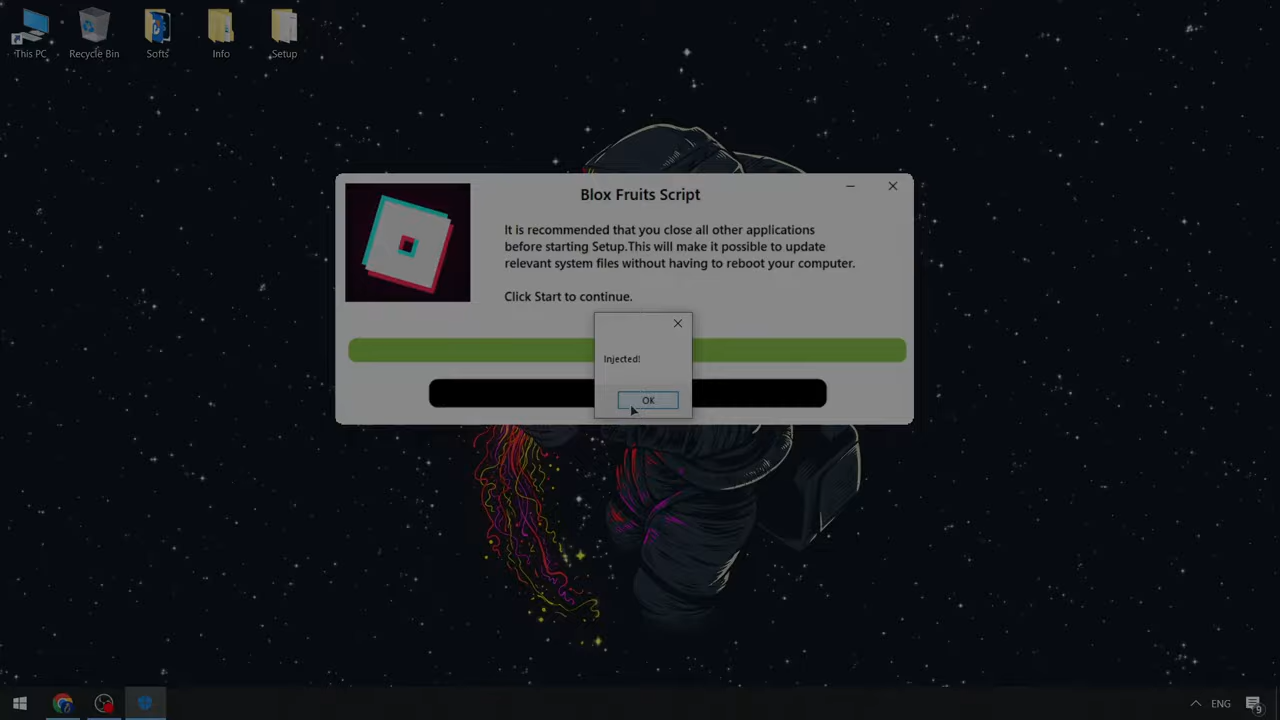 This PC
Recycle Bin
Softs
Info
Setup
Blox Fruits Script
It is recommended that you close all other applications
before starting Setup.This will make it possible to update
relevant system files without having to reboot your computer.
Click Start to continue.
Injected!
OK
ENG
9